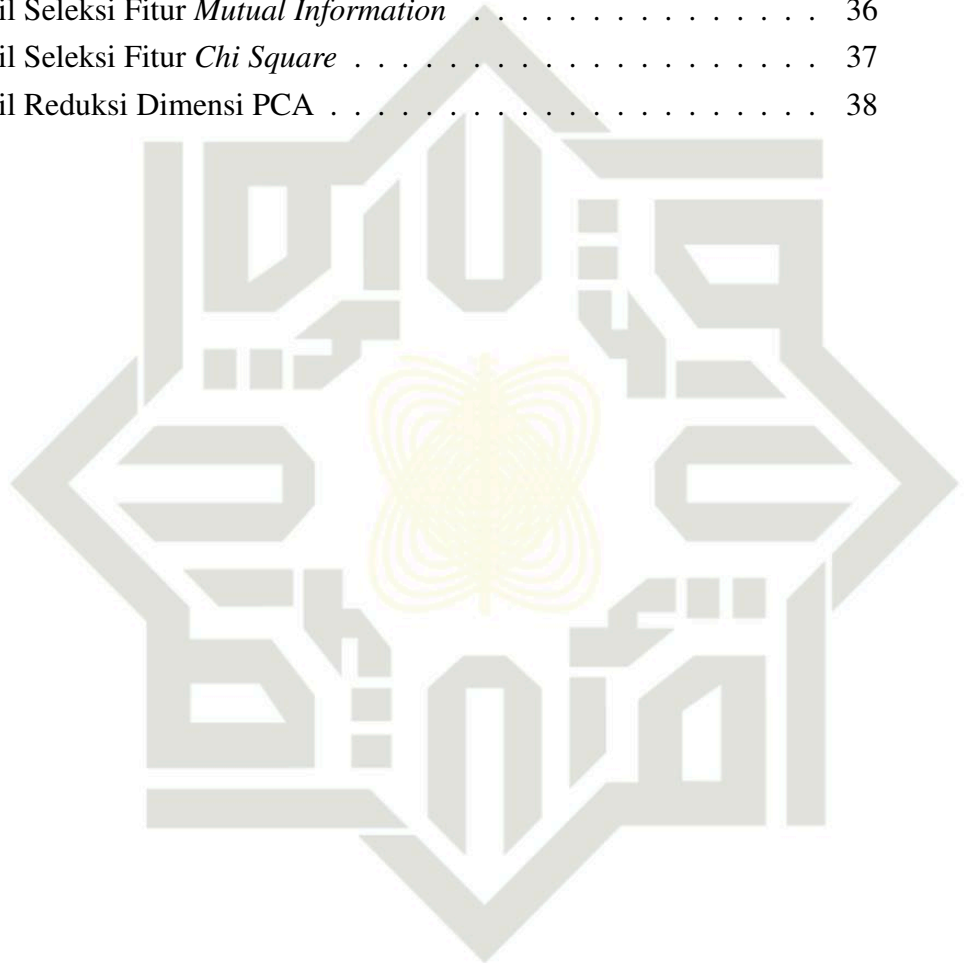 il Seleksi Fitur Mutual Information . . . . . . . . . . . . . . . 36
il Seleksi Fitur Chi Square . . . . . . . . . . . . . . . . . . . . 37
il Reduksi Dimensi PCA . . . . . . . . . . . . . . . . . . . . . 38